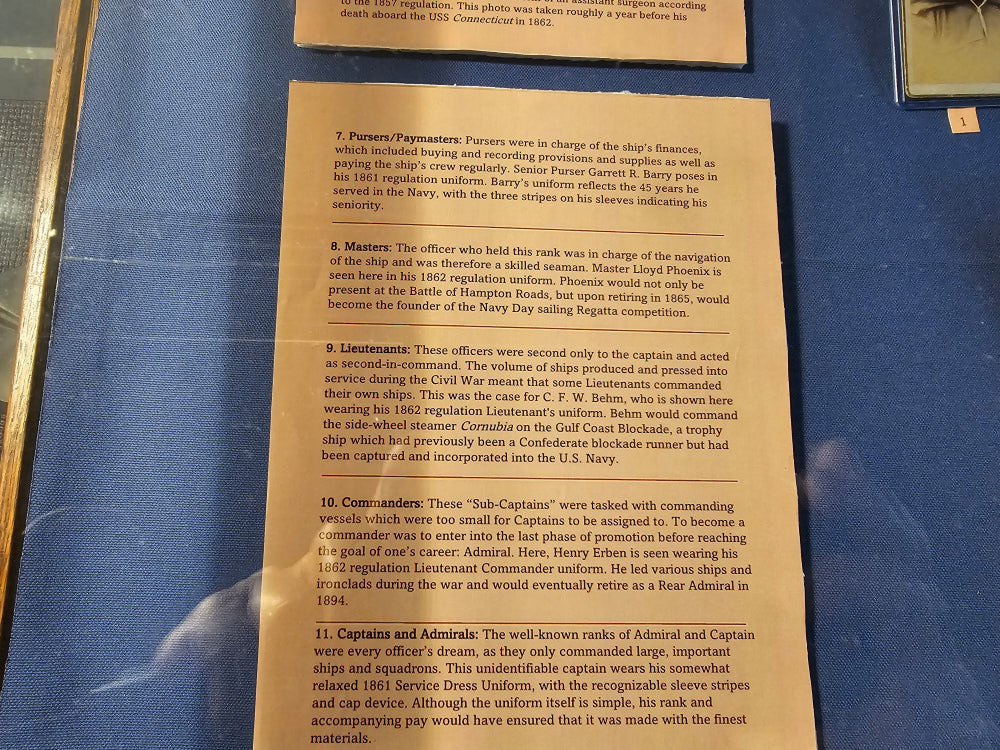 to the 1857 regulation. This photo was taken roughly a year before his
death aboard the USS Connecticut in 1862.
1
7. Pursers/Paymasters: Pursers were in charge of the ship's finances,
which included buying and recording provisions and supplies as well as
paying the ship's crew regularly. Senior Purser Garrett R. Barry poses in
his 1861 regulation uniform. Barry's uniform reflects the 45 years he
served in the Navy, with the three stripes on his sleeves indicating his
seniority.
8. Masters: The officer who held this rank was in charge of the navigation
of the ship and was therefore a skilled seaman. Master Lloyd Phoenix is
seen here in his 1862 regulation uniform. Phoenix would not only be
present at the Battle of Hampton Roads, but upon retiring in 1865, would
become the founder of the Navy Day sailing Regatta competition.
9. Lieutenants: These officers were second only to the captain and acted
as second-in-command. The volume of ships produced and pressed into
service during the Civil War meant that some Lieutenants commanded
their own ships. This was the case for C. F. W. Behm, who is shown here
wearing his 1862 regulation Lieutenant's uniform. Behm would command
the side-wheel steamer Cornubia on the Gulf Coast Blockade, a trophy
ship which had previously been a Confederate blockade runner but had
been captured and incorporated into the U.S. Navy.
10. Commanders: These “Sub-Captains” were tasked with commanding
vessels which were too small for Captains to be assigned to. To become a
commander was to enter into the last phase of promotion before reaching
the goal of one's career: Admiral. Here, Henry Erben is seen wearing his
1862 regulation Lieutenant Commander uniform. He led various ships and
ironclads during the war and would eventually retire as a Rear Admiral in
1894.
11. Captains and Admirals: The well-known ranks of Admiral and Captain
were every officer's dream, as they only commanded large, important
ships and squadrons. This unidentifiable captain wears his somewhat
relaxed 1861 Service Dress Uniform, with the recognizable sleeve stripes
and cap device. Although the uniform itself is simple, his rank and
accompanying pay would have ensured that it was made with the finest
materials.